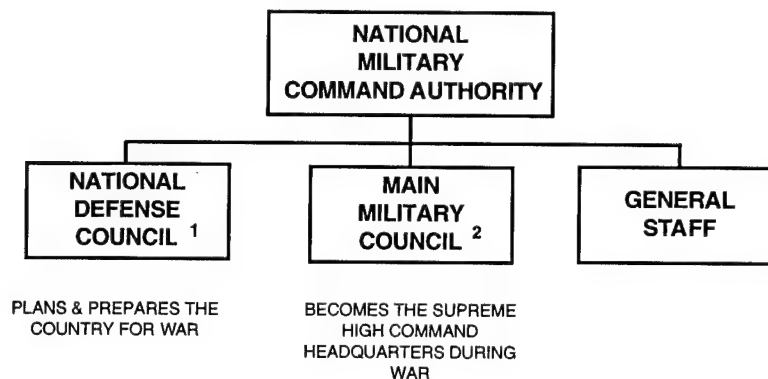 NATIONAL
MILITARY
COMMAND AUTHORITY
NATIONAL
DEFENSE
COUNCIL 1
MAIN
MILITARY
COUNCIL 2
GENERAL
STAFF
PLANS & PREPARES THE
COUNTRY FOR WAR
BECOMES THE SUPREME
HIGH COMMAND
HEADQUARTERS DURING
WAR